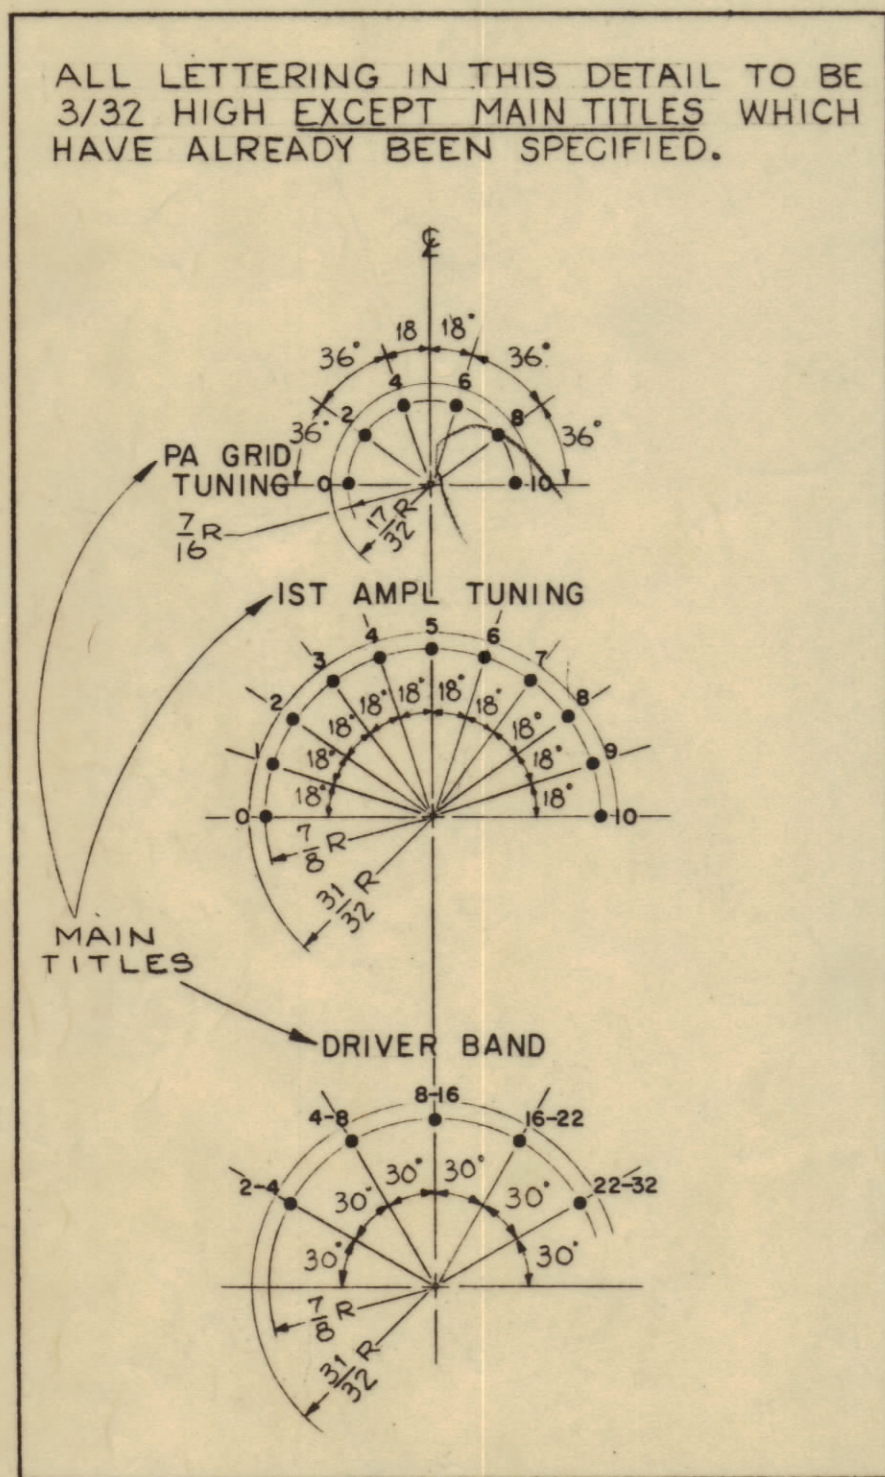 ALL LETTERING IN THIS DETAIL TO BE
3/32 HIGH EXCEPT MAIN TITLES WHICH
HAVE ALREADY BEEN SPECIFIED.
℄
18 18°
36° 36°
4 6
2 8
36° 36°
PA GRID
TUNING
0 10
7/16 R
17/32 R
1ST AMPL TUNING
5
4 6
3 7
2 8
1 9
18° 18°
18° 18°
18° 18°
18° 18°
18° 18°
0 10
7/8 R
31/32 R
MAIN
TITLES
DRIVER BAND
8-16
4-8 16-22
2-4 22-32
30° 30°
30° 30°
30° 30°
7/8 R
31/32 R